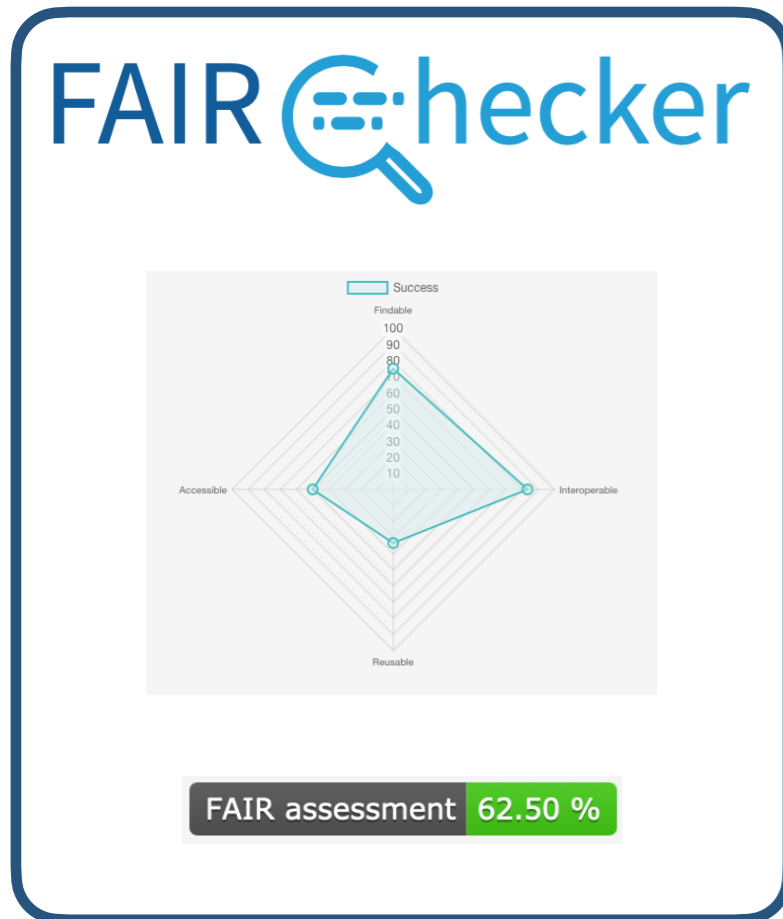 FAIR Checker
Success
Findable
100
90
80
70
60
50
40
30
20
10
Accessible
Interoperable
Reusable
FAIR assessment 62.50 %